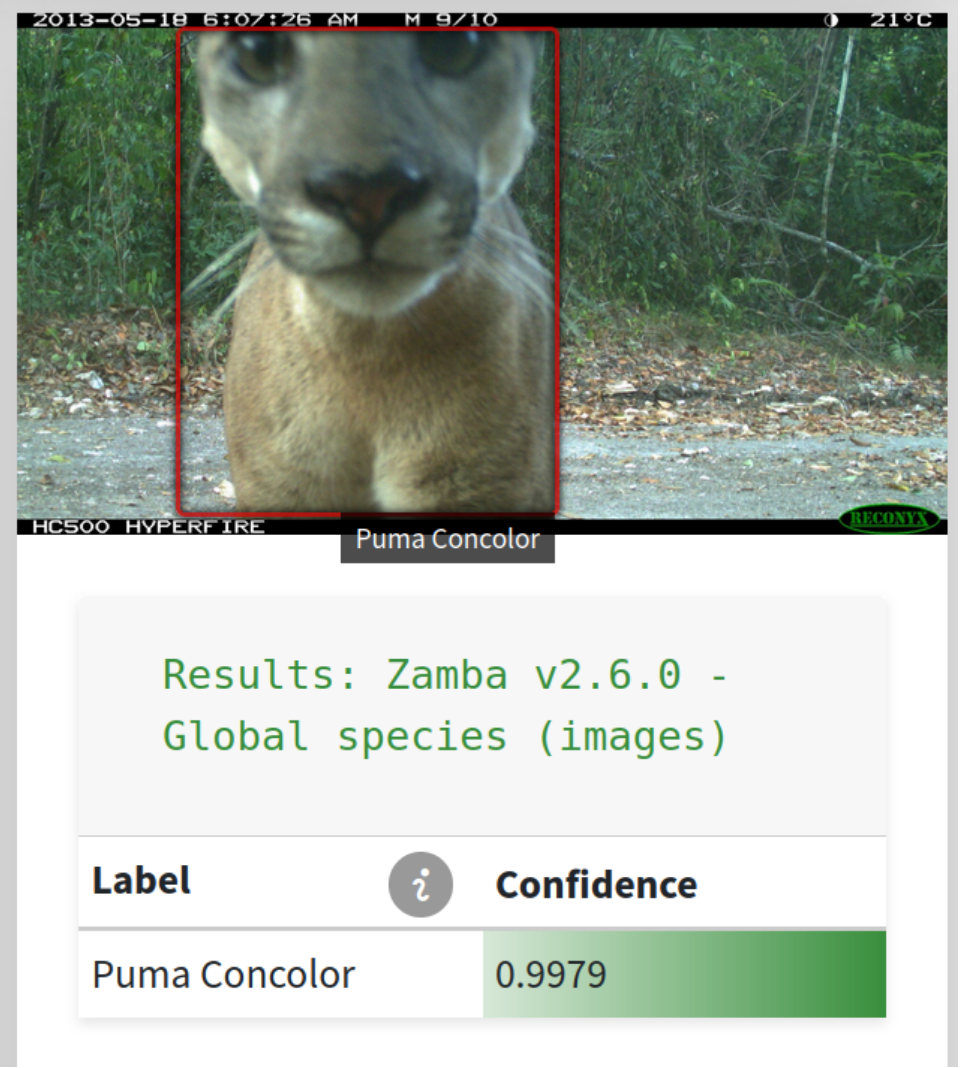 2013-05-18 6:07:26 AM M 9/10 21°C
HC500 HYPERFIRE RECONYX
Puma Concolor
Results: Zamba v2.6.0 -
Global species (images)
Label i Confidence
Puma Concolor 0.9979